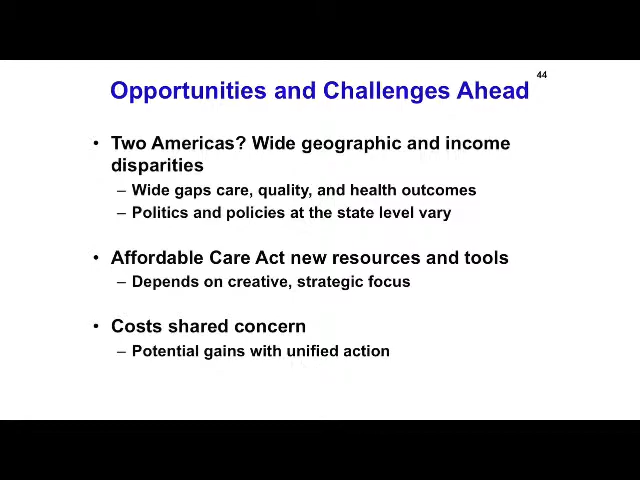 44
Opportunities and Challenges Ahead
• Two Americas? Wide geographic and income
disparities
– Wide gaps care, quality, and health outcomes
– Politics and policies at the state level vary
• Affordable Care Act new resources and tools
– Depends on creative, strategic focus
• Costs shared concern
– Potential gains with unified action